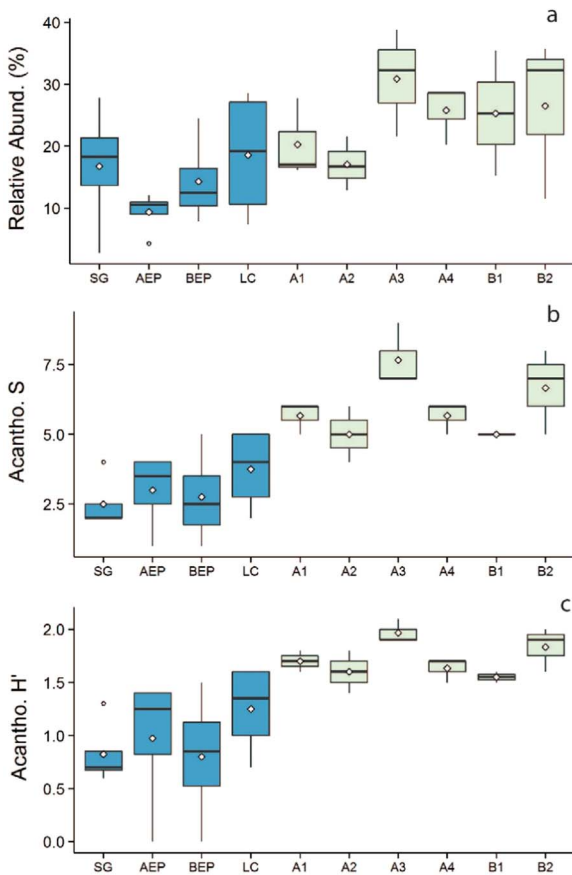 a
Relative Abund. (%)
40
30
20
10
SG AEP BEP LC A1 A2 A3 A4 B1 B2
b
Acantho. S
7.5
5.0
2.5
SG AEP BEP LC A1 A2 A3 A4 B1 B2
c
Acantho. H'
2.0
1.5
1.0
0.5
0.0
SG AEP BEP LC A1 A2 A3 A4 B1 B2